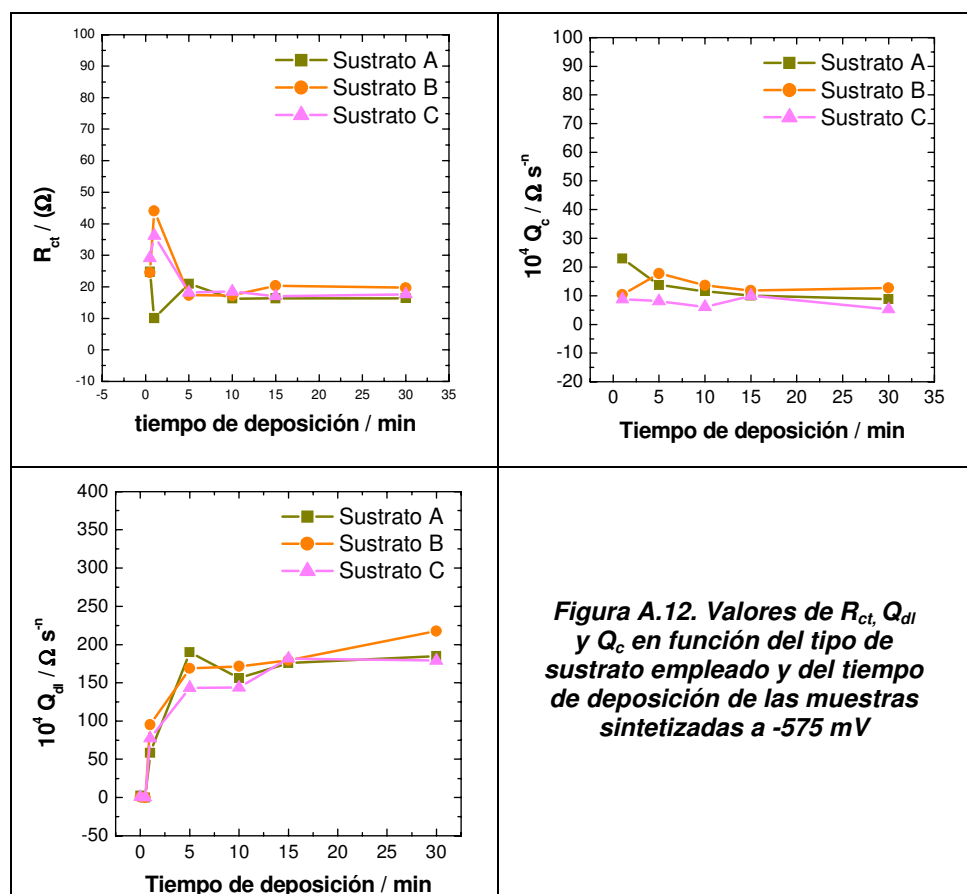 100
90
80
70
60
50
40
30
20
10
0
-10
-5 0 5 10 15 20 25 30 35
R_ct / (Ω)
tiempo de deposición / min
Sustrato A
Sustrato B
Sustrato C
100
90
80
70
60
50
40
30
20
10
0
-10
-20
0 5 10 15 20 25 30 35
10^4 Q_c / Ω s^-n
Tiempo de deposición / min
Sustrato A
Sustrato B
Sustrato C
400
350
300
250
200
150
100
50
0
-50
0 5 10 15 20 25 30
10^4 Q_dl / Ω s^-n
Tiempo de deposición / min
Sustrato A
Sustrato B
Sustrato C
Figura A.12. Valores de R_ct, Q_dl
y Q_c en función del tipo de
sustrato empleado y del tiempo
de deposición de las muestras
sintetizadas a -575 mV